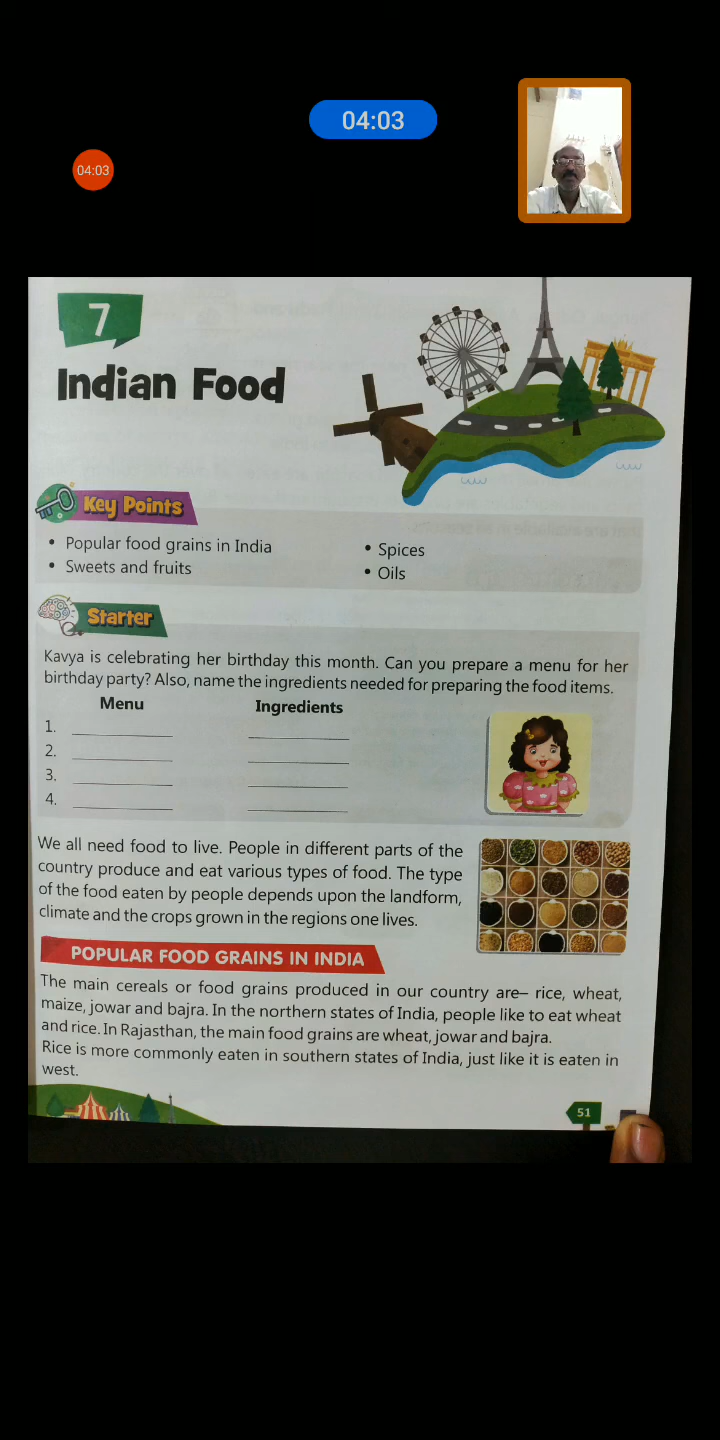 04:03
04:03
7
Indian Food
Key Points
• Popular food grains in India
• Sweets and fruits
• Spices
• Oils
Starter
Kavya is celebrating her birthday this month. Can you prepare a menu for her
birthday party? Also, name the ingredients needed for preparing the food items.
Menu Ingredients
1.
2.
3.
4.
We all need food to live. People in different parts of the
country produce and eat various types of food. The type
of the food eaten by people depends upon the landform,
climate and the crops grown in the regions one lives.
POPULAR FOOD GRAINS IN INDIA
The main cereals or food grains produced in our country are– rice, wheat,
maize, jowar and bajra. In the northern states of India, people like to eat wheat
and rice. In Rajasthan, the main food grains are wheat, jowar and bajra.
Rice is more commonly eaten in southern states of India, just like it is eaten in
west.
51